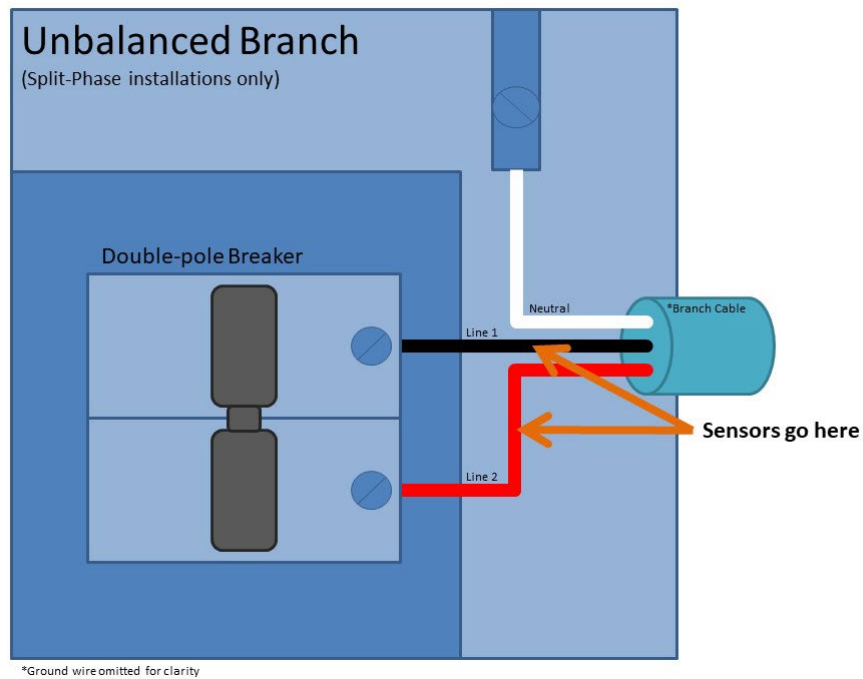 Unbalanced Branch
(Split-Phase installations only)
Double-pole Breaker
Neutral
*Branch Cable
Line 1
Sensors go here
Line 2
*Ground wire omitted for clarity